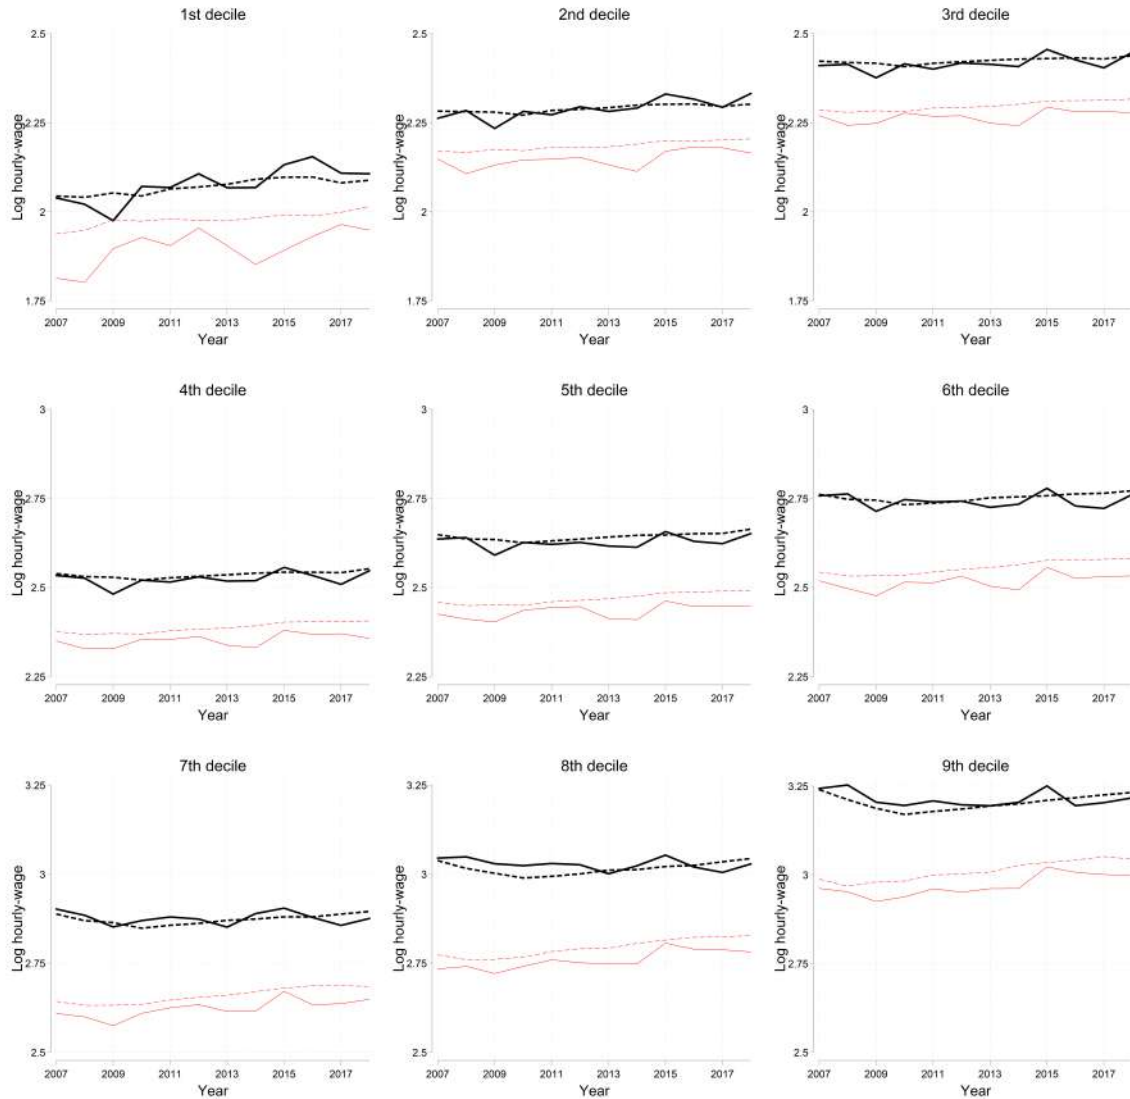 1st decile
Log hourly-wage
2.5
2.25
2
1.75
2007 2009 2011 2013 2015 2017
Year
2nd decile
Log hourly-wage
2.5
2.25
2
1.75
2007 2009 2011 2013 2015 2017
Year
3rd decile
Log hourly-wage
2.5
2.25
2
1.75
2007 2009 2011 2013 2015 2017
Year
4th decile
Log hourly-wage
3
2.75
2.5
2.25
2007 2009 2011 2013 2015 2017
Year
5th decile
Log hourly-wage
3
2.75
2.5
2.25
2007 2009 2011 2013 2015 2017
Year
6th decile
Log hourly-wage
3
2.75
2.5
2.25
2007 2009 2011 2013 2015 2017
Year
7th decile
Log hourly-wage
3.25
3
2.75
2.5
2007 2009 2011 2013 2015 2017
Year
8th decile
Log hourly-wage
3.25
3
2.75
2.5
2007 2009 2011 2013 2015 2017
Year
9th decile
Log hourly-wage
3.25
3
2.75
2.5
2007 2009 2011 2013 2015 2017
Year